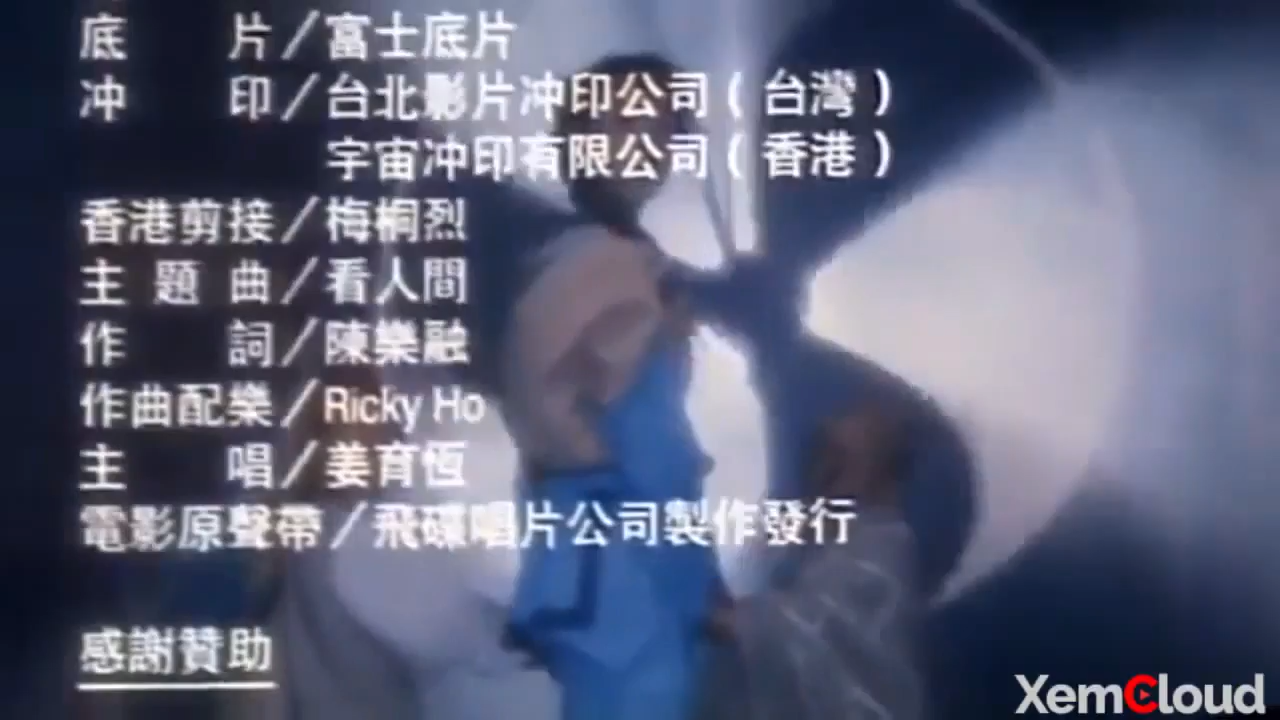 底片／富士底片
冲印／台北影片冲印公司（台灣）
宇宙冲印有限公司（香港）
香港剪接／梅桐烈
主題曲／看人間
作詞／陳樂融
作曲配樂／Ricky Ho
主唱／姜育恆
電影原聲帶／飛碟唱片公司製作發行
感謝贊助
XemCloud